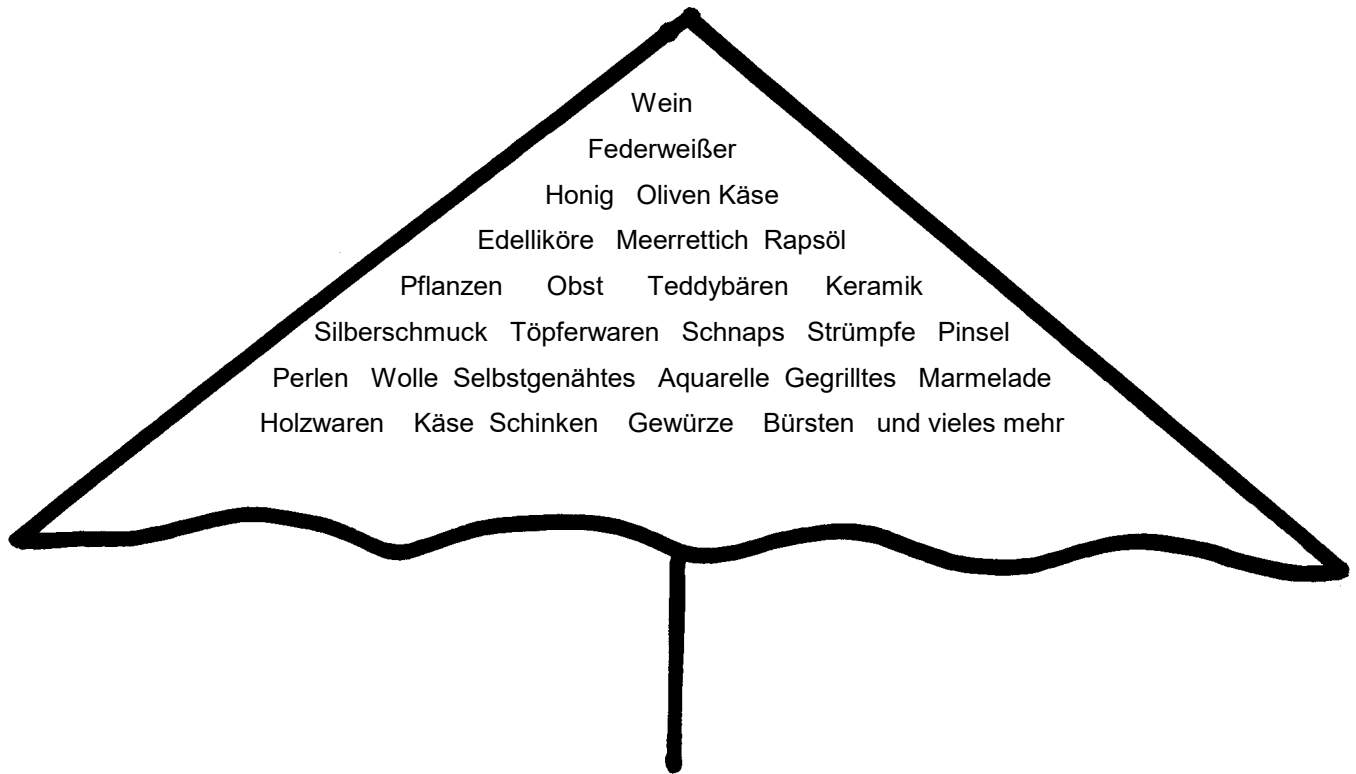 Wein
Federweißer
Honig Oliven Käse
Edelliköre Meerrettich Rapsöl
Pflanzen Obst Teddybären Keramik
Silberschmuck Töpferwaren Schnaps Strümpfe Pinsel
Perlen Wolle Selbstgenähtes Aquarelle Gegrilltes Marmelade
Holzwaren Käse Schinken Gewürze Bürsten und vieles mehr